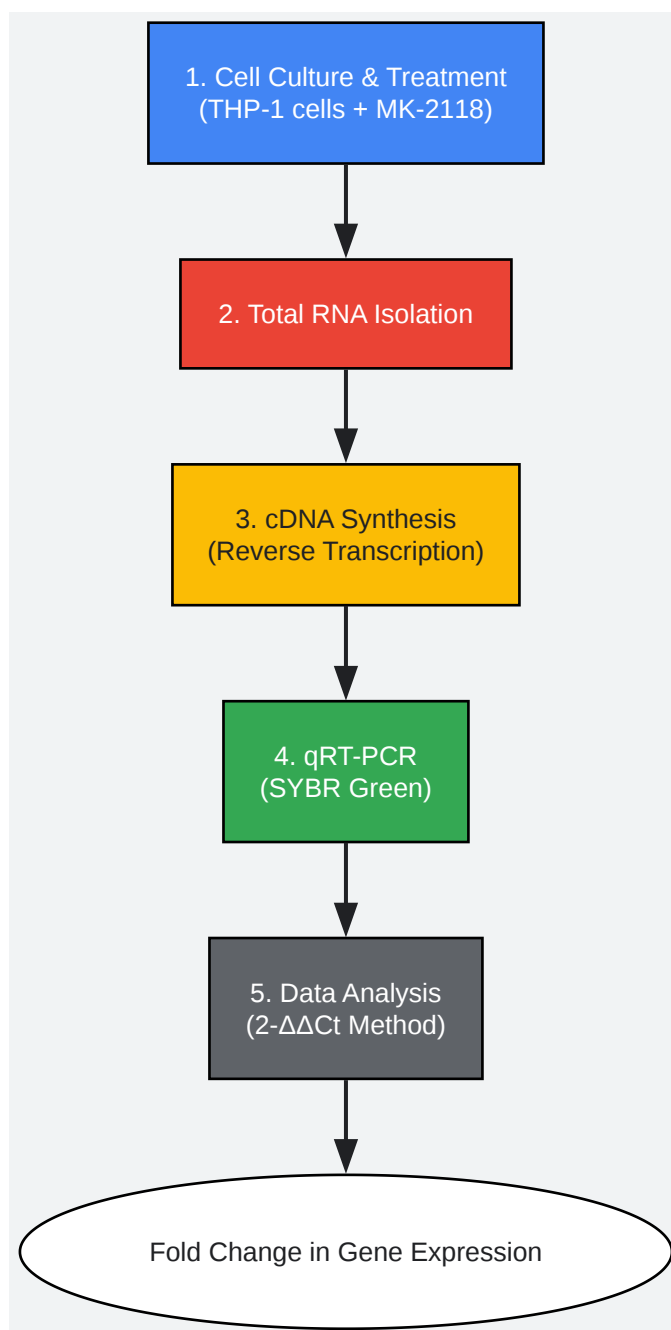 1. Cell Culture & Treatment
(THP-1 cells + MK-2118)
2. Total RNA Isolation
3. cDNA Synthesis
(Reverse Transcription)
4. qRT-PCR
(SYBR Green)
5. Data Analysis
(2-ΔΔCt Method)
Fold Change in Gene Expression